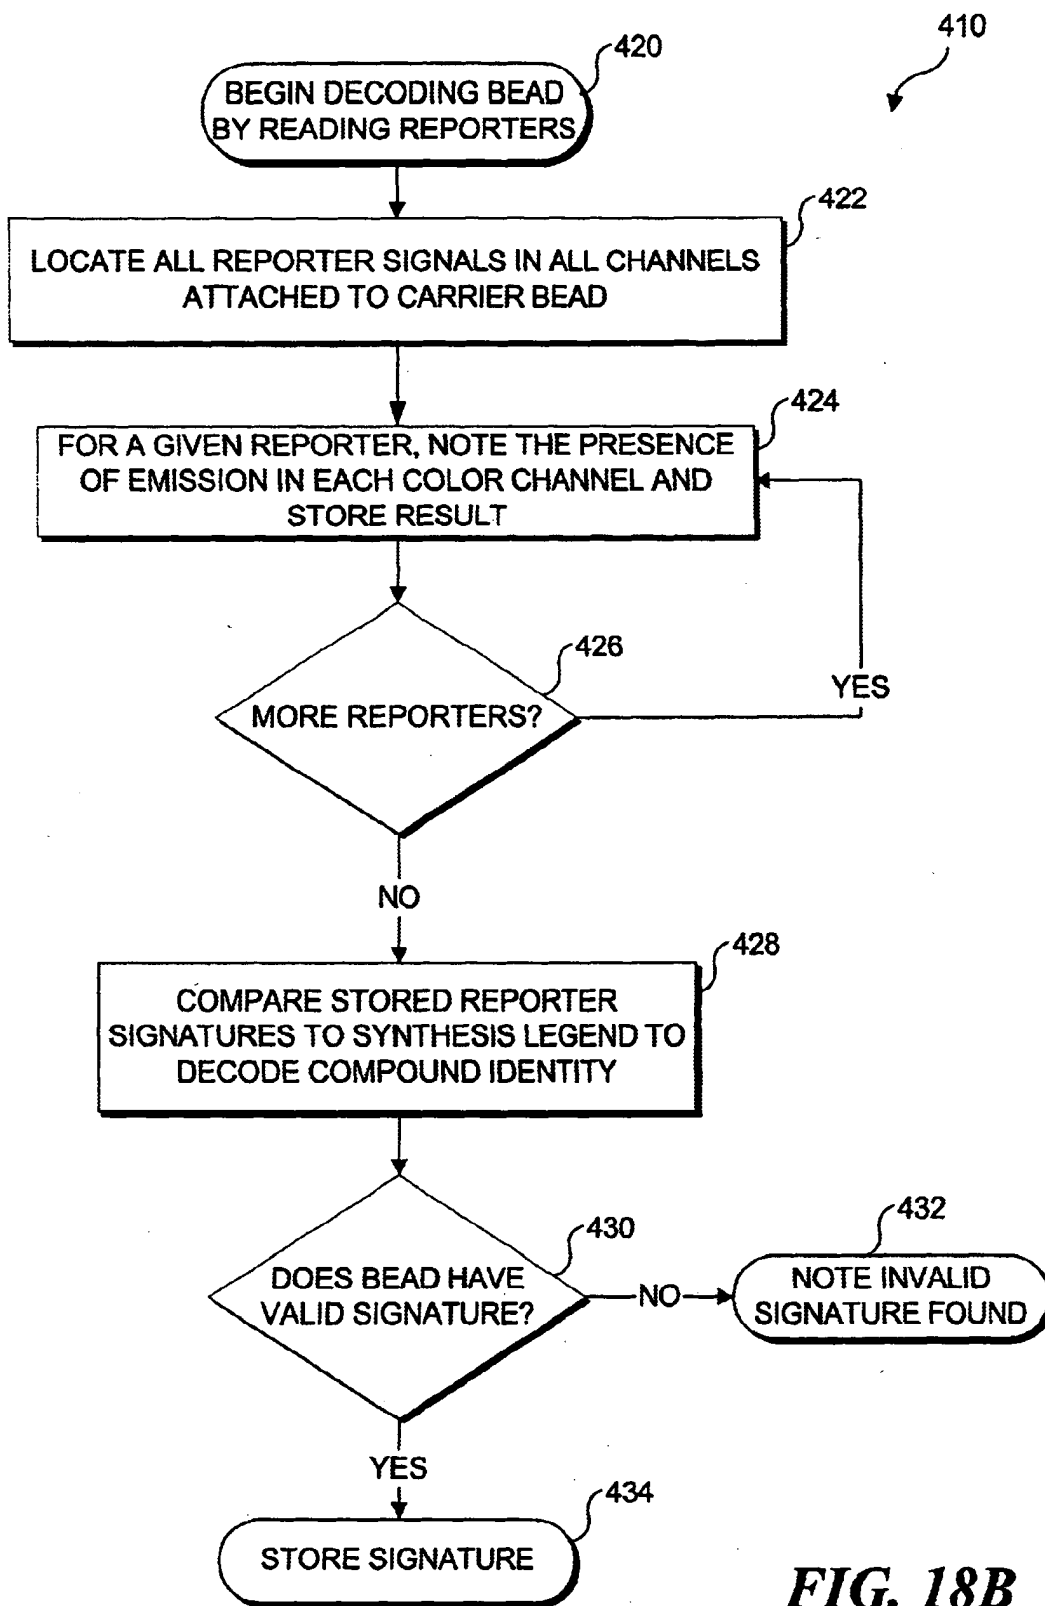 410
420
BEGIN DECODING BEAD
BY READING REPORTERS
422
LOCATE ALL REPORTER SIGNALS IN ALL CHANNELS
ATTACHED TO CARRIER BEAD
424
FOR A GIVEN REPORTER, NOTE THE PRESENCE
OF EMISSION IN EACH COLOR CHANNEL AND
STORE RESULT
426
MORE REPORTERS?
YES
NO
428
COMPARE STORED REPORTER
SIGNATURES TO SYNTHESIS LEGEND TO
DECODE COMPOUND IDENTITY
430
DOES BEAD HAVE
VALID SIGNATURE?
NO
432
NOTE INVALID
SIGNATURE FOUND
YES
434
STORE SIGNATURE
FIG. 18B